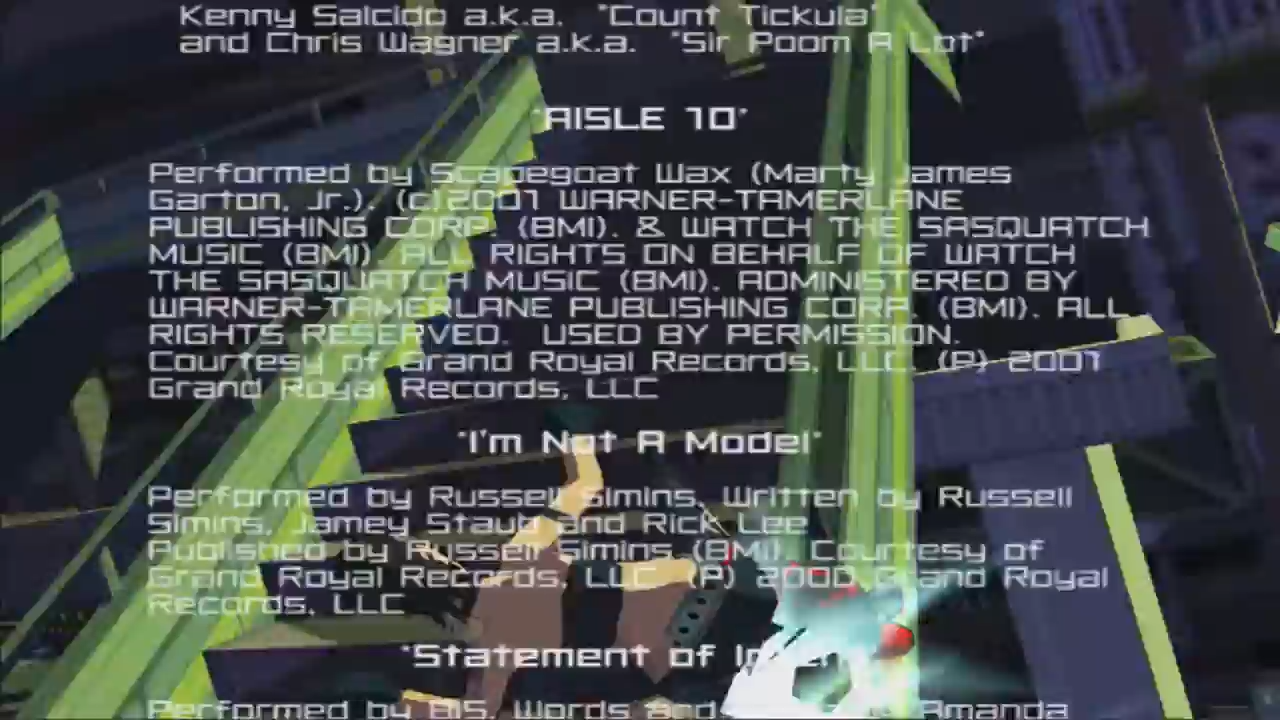 Kenny Salcido a.k.a. "Count Tickula"
and Chris Wagner a.k.a. "Sir Poom A Lot"
"AISLE 10"
Performed by Scapegoat Wax (Marty James
Garton, Jr.). (c)2001 WARNER-TAMERLANE
PUBLISHING CORP. (BMI). & WATCH THE SASQUATCH
MUSIC (BMI). ALL RIGHTS ON BEHALF OF WATCH
THE SASQUATCH MUSIC (BMI). ADMINISTERED BY
WARNER-TAMERLANE PUBLISHING CORP. (BMI). ALL
RIGHTS RESERVED. USED BY PERMISSION.
Courtesy of Grand Royal Records, LLC (P) 2001
Grand Royal Records, LLC
"I'm Not A Model"
Performed by Russell Simins. Written by Russell
Simins, Jamey Staub and Rick Lee
Published by Russell Simins (BMI). Courtesy of
Grand Royal Records, LLC (P) 2000 Grand Royal
Records, LLC
"Statement of
Performed by BIS. Words and Amanda